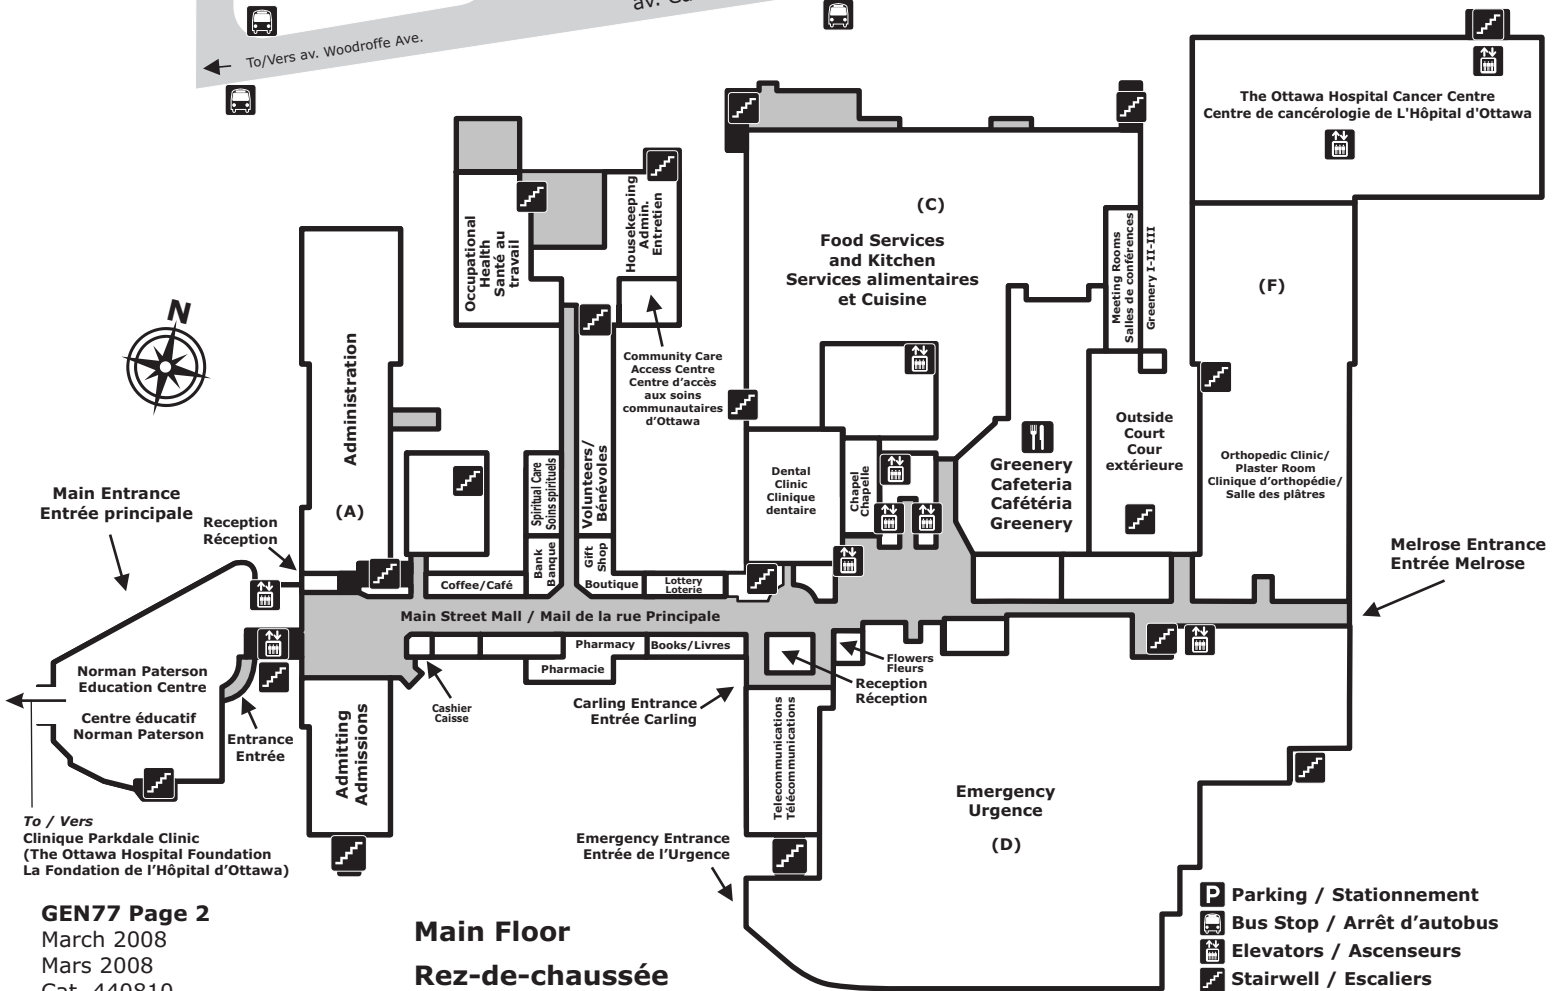 av.
To/Vers av. Woodroffe Ave.
The Ottawa Hospital Cancer Centre
Centre de cancérologie de L'Hôpital d'Ottawa
(C)
Food Services
and Kitchen
Services alimentaires
et Cuisine
Occupational
Health
Santé au
travail
Housekeeping
Admin.
Entretien
Meeting Rooms
Salles de conférences
Greenery I-II-III
(F)
N
Administration
(A)
Community Care
Access Centre
Centre d'accès
aux soins
communautaires
d'Ottawa
Outside
Court
Cour
extérieure
Orthopedic Clinic/
Plaster Room
Clinique d'orthopédie/
Salle des plâtres
Greenery
Cafeteria
Cafétéria
Greenery
Dental
Clinic
Clinique
dentaire
Chapel
Chapelle
Spiritual Care
Soins spirituels
Volunteers/
Bénévoles
Main Entrance
Entrée principale
Reception
Réception
Bank
Banque
Gift
Shop
Boutique
Coffee/Café
Lottery
Loterie
Melrose Entrance
Entrée Melrose
Main Street Mall / Mail de la rue Principale
Pharmacy
Pharmacie
Books/Livres
Flowers
Fleurs
Reception
Réception
Norman Paterson
Education Centre
Centre éducatif
Norman Paterson
Entrance
Entrée
Cashier
Caisse
Carling Entrance
Entrée Carling
Admitting
Admissions
Telecommunications
Télécommunications
Emergency
Urgence
(D)
Emergency Entrance
Entrée de l'Urgence
To / Vers
Clinique Parkdale Clinic
(The Ottawa Hospital Foundation
La Fondation de l'Hôpital d'Ottawa)
GEN77 Page 2
March 2008
Mars 2008
Cat. 440810
Main Floor
Rez-de-chaussée
P Parking / Stationnement
Bus Stop / Arrêt d'autobus
Elevators / Ascenseurs
Stairwell / Escaliers